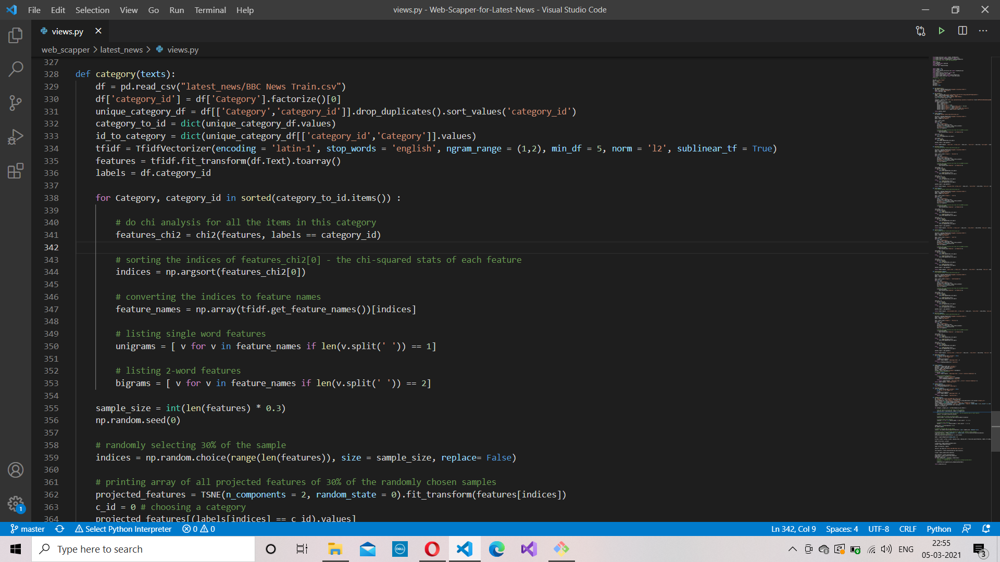 File Edit Selection View Go Run Terminal Help
views.py - Web-Scapper-for-Latest-News - Visual Studio Code
views.py
web_scapper > latest_news > views.py
327
328 def category(texts):
329 df = pd.read_csv("latest_news/BBC News Train.csv")
330 df['category_id'] = df['Category'].factorize()[0]
331 unique_category_df = df[['Category','category_id']].drop_duplicates().sort_values('category_id')
332 category_to_id = dict(unique_category_df.values)
333 id_to_category = dict(unique_category_df[['category_id','Category']].values)
334 tfidf = TfidfVectorizer(encoding = 'latin-1', stop_words = 'english', ngram_range = (1,2), min_df = 5, norm = 'l2', sublinear_tf = True)
335 features = tfidf.fit_transform(df.Text).toarray()
336 labels = df.category_id
337
338 for Category, category_id in sorted(category_to_id.items()) :
339
340 # do chi analysis for all the items in this category
341 features_chi2 = chi2(features, labels == category_id)
342
343 # sorting the indices of features_chi2[0] - the chi-squared stats of each feature
344 indices = np.argsort(features_chi2[0])
345
346 # converting the indices to feature names
347 feature_names = np.array(tfidf.get_feature_names())[indices]
348
349 # listing single word features
350 unigrams = [ v for v in feature_names if len(v.split(' ')) == 1]
351
352 # listing 2-word features
353 bigrams = [ v for v in feature_names if len(v.split(' ')) == 2]
354
355 sample_size = int(len(features) * 0.3)
356 np.random.seed(0)
357
358 # randomly selecting 30% of the sample
359 indices = np.random.choice(range(len(features)), size = sample_size, replace= False)
360
361 # printing array of all projected features of 30% of the randomly chosen samples
362 projected_features = TSNE(n_components = 2, random_state = 0).fit_transform(features[indices])
363 c_id = 0 # choosing a category
364 projected_features[(labels[indices] == c_id).values]
1
master Select Python Interpreter 0 0 Ln 342, Col 9 Spaces: 4 UTF-8 CRLF Python
Type here to search
DELL
ENG
22:55
05-03-2021
3